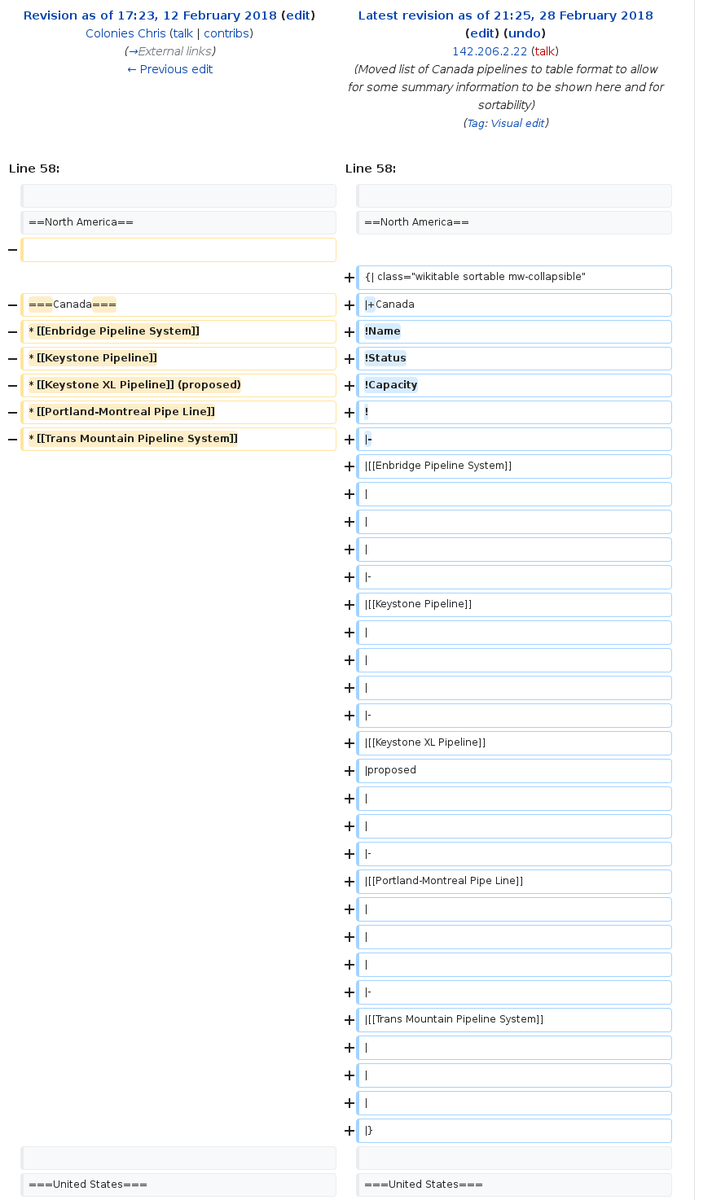 Revision as of 17:23, 12 February 2018 (edit)
Colonies Chris (talk | contribs)
(→External links)
← Previous edit
Latest revision as of 21:25, 28 February 2018
(edit) (undo)
142.206.2.22 (talk)
(Moved list of Canada pipelines to table format to allow
for some summary information to be shown here and for
sortability)
(Tag: Visual edit)
Line 58:
Line 58:
==North America==
==North America==
−
+ {| class="wikitable sortable mw-collapsible"
− ===Canada===
+ |+Canada
− * [[Enbridge Pipeline System]]
+ !Name
− * [[Keystone Pipeline]]
+ !Status
− * [[Keystone XL Pipeline]] (proposed)
+ !Capacity
− * [[Portland-Montreal Pipe Line]]
+ !
− * [[Trans Mountain Pipeline System]]
+ |-
+ |[[Enbridge Pipeline System]]
+ |
+ |
+ |
+ |-
+ |[[Keystone Pipeline]]
+ |
+ |
+ |
+ |-
+ |[[Keystone XL Pipeline]]
+ |proposed
+ |
+ |
+ |-
+ |[[Portland-Montreal Pipe Line]]
+ |
+ |
+ |
+ |-
+ |[[Trans Mountain Pipeline System]]
+ |
+ |
+ |
+ |}
===United States===
===United States===